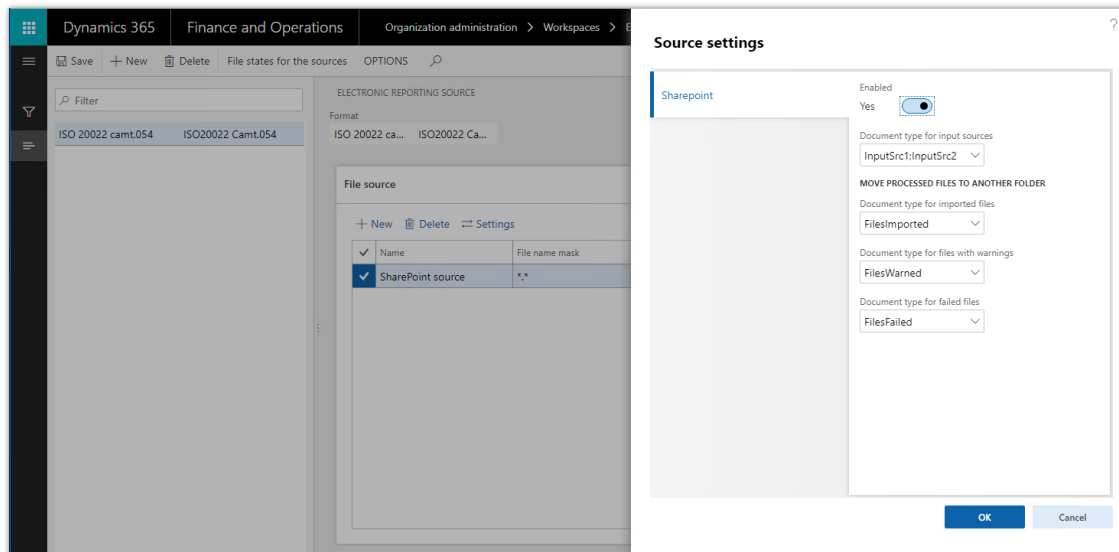 Dynamics 365
Finance and Operations
Organization administration > Workspaces > E
Save + New Delete File states for the sources OPTIONS
Filter
ISO 20022 camt.054 ISO20022 Camt.054
ELECTRONIC REPORTING SOURCE
Format
ISO 20022 ca... ISO20022 Ca...
File source
+ New Delete Settings
Name File name mask
SharePoint source *.*
?
Source settings
Sharepoint
Enabled
Yes
Document type for input sources
InputSrc1;InputSrc2
MOVE PROCESSED FILES TO ANOTHER FOLDER
Document type for imported files
FilesImported
Document type for files with warnings
FilesWarned
Document type for failed files
FilesFailed
OK Cancel